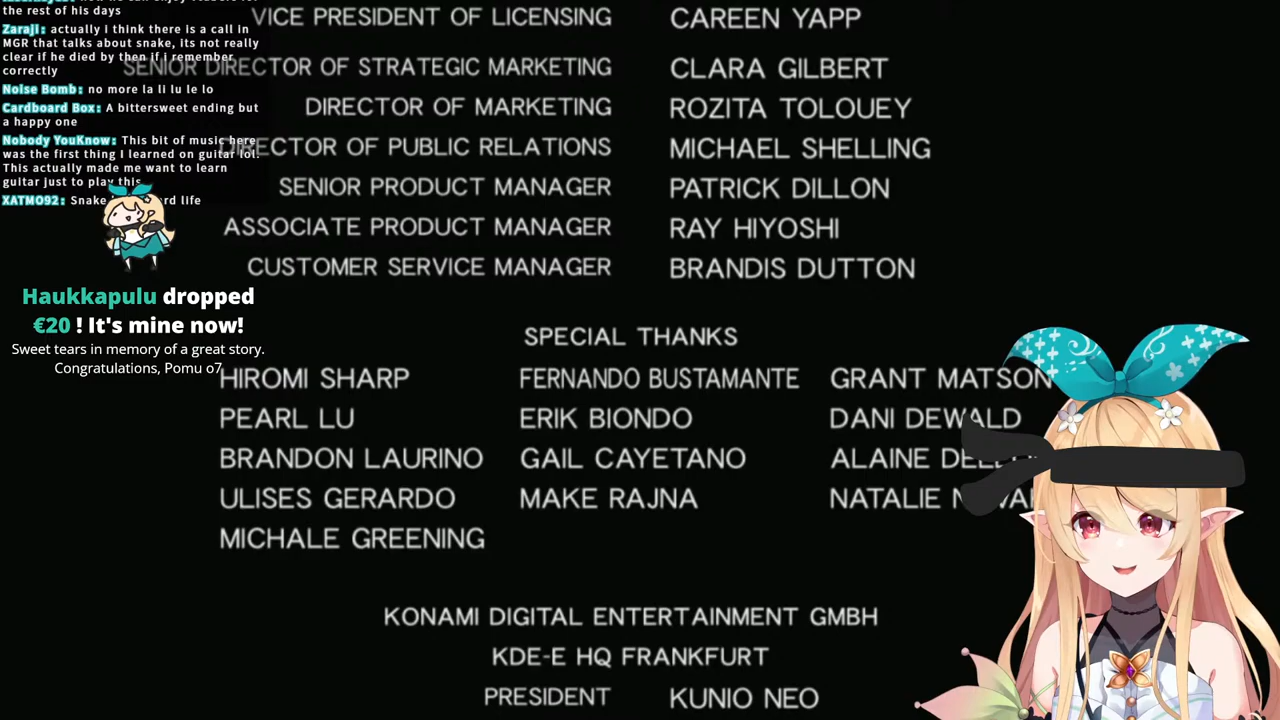 the rest of his days
Zaraji: actually I think there is a call in
MGR that talks about snake, its not really
clear if he died by then if i remember
correctly
Noise Bomb: no more la li lu le lo
Cardboard Box: A bittersweet ending but
a happy one
Nobody YouKnow: This bit of music here
was the first thing I learned on guitar lol.
This actually made me want to learn
guitar just to play this
XATMO92: Snake life
Haukkapulu dropped
€20 ! It's mine now!
Sweet tears in memory of a great story.
Congratulations, Pomu o7
VICE PRESIDENT OF LICENSING CAREEN YAPP
SENIOR DIRECTOR OF STRATEGIC MARKETING CLARA GILBERT
DIRECTOR OF MARKETING ROZITA TOLOUEY
DIRECTOR OF PUBLIC RELATIONS MICHAEL SHELLING
SENIOR PRODUCT MANAGER PATRICK DILLON
ASSOCIATE PRODUCT MANAGER RAY HIYOSHI
CUSTOMER SERVICE MANAGER BRANDIS DUTTON
SPECIAL THANKS
HIROMI SHARP FERNANDO BUSTAMANTE GRANT MATSON
PEARL LU ERIK BIONDO DANI DEWALD
BRANDON LAURINO GAIL CAYETANO ALAINE
ULISES GERARDO MAKE RAJNA NATALIE
MICHALE GREENING
KONAMI DIGITAL ENTERTAINMENT GMBH
KDE-E HQ FRANKFURT
PRESIDENT KUNIO NEO